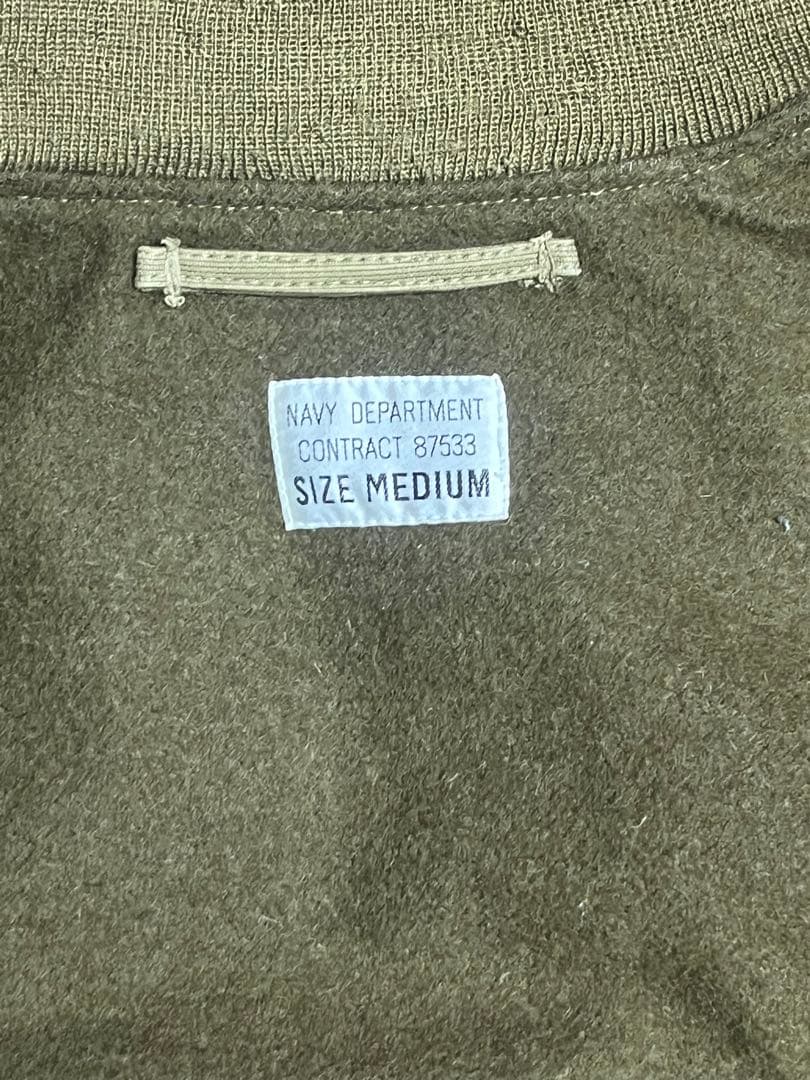 NAVY DEPARTMENT
CONTRACT 87533
SIZE MEDIUM